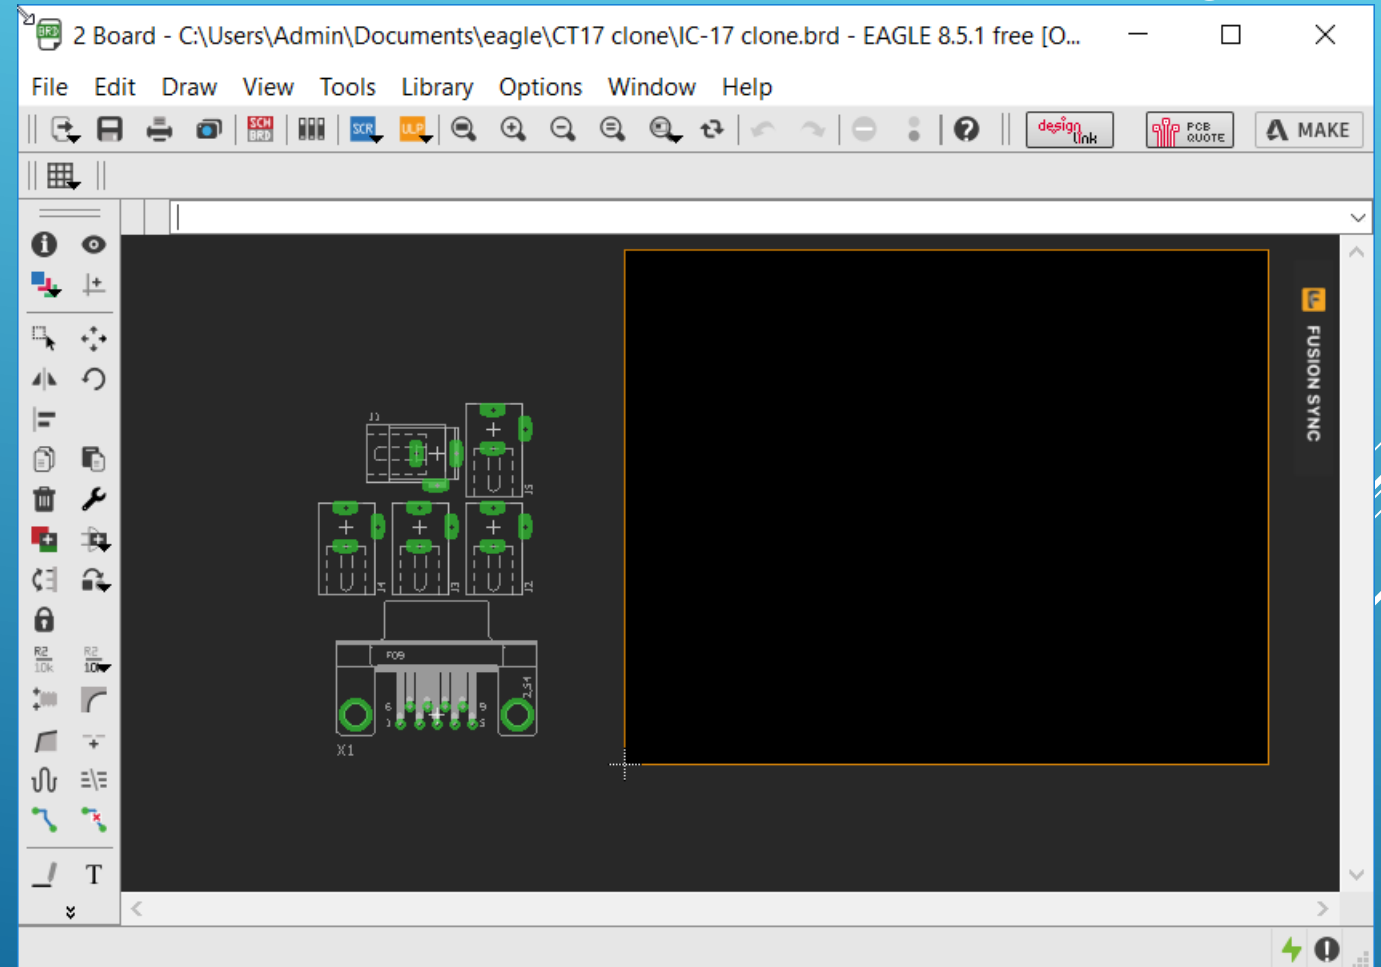 2 Board - C:\Users\Admin\Documents\eagle\CT17 clone\IC-17 clone.brd - EAGLE 8.5.1 free [O...
File Edit Draw View Tools Library Options Window Help
BRD
SCH BRD
SCR
ULP
design link
PCB QUOTE
MAKE
F
FUSION SYNC
J1
J5
J4
J3
J2
F09
2,54
6
9
1
5
X1
R2
10k
R2
10k
T